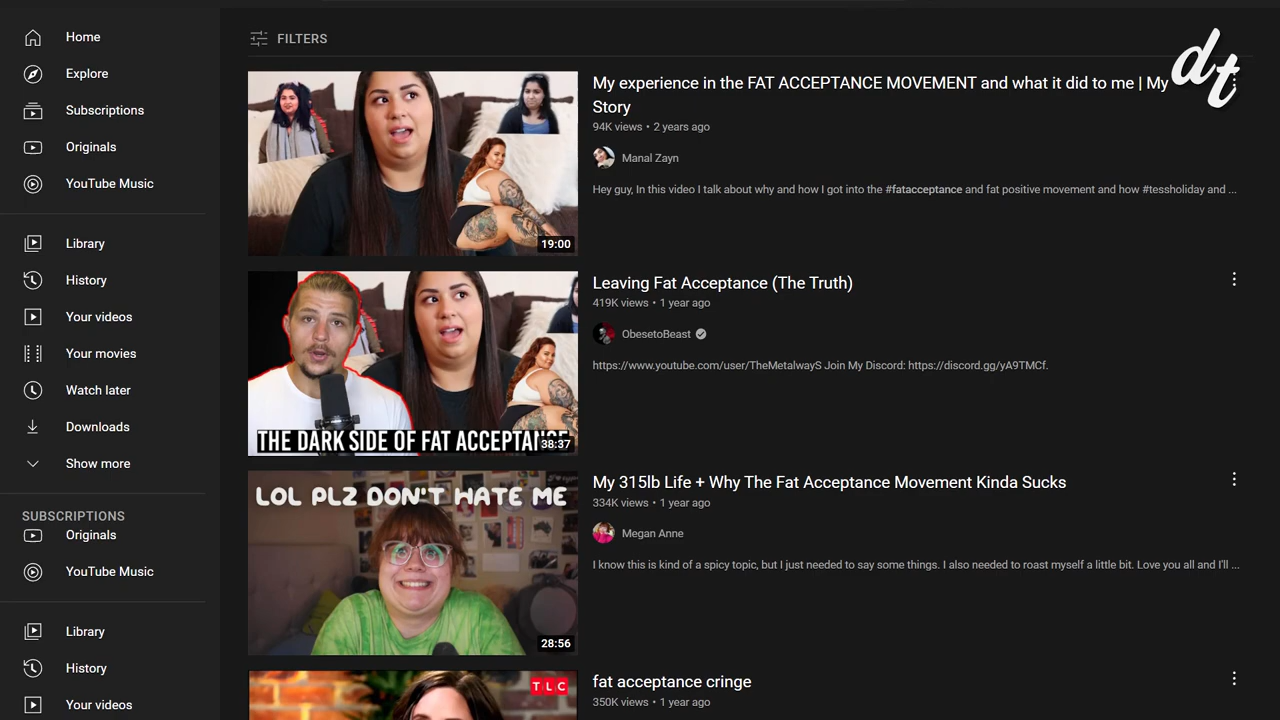 Home
Explore
Subscriptions
Originals
YouTube Music
Library
History
Your videos
Your movies
Watch later
Downloads
Show more
SUBSCRIPTIONS
Originals
YouTube Music
Library
History
Your videos
FILTERS
dt
19:00
My experience in the FAT ACCEPTANCE MOVEMENT and what it did to me | My
Story
94K views • 2 years ago
Manal Zayn
Hey guy, In this video I talk about why and how I got into the #fatacceptance and fat positive movement and how #tessholiday and ...
THE DARK SIDE OF FAT ACCEPTANCE
38:37
Leaving Fat Acceptance (The Truth)
419K views • 1 year ago
ObesetoBeast
https://www.youtube.com/user/TheMetalwayS Join My Discord: https://discord.gg/yA9TMCf.
LOL PLZ DON'T HATE ME
28:56
My 315lb Life + Why The Fat Acceptance Movement Kinda Sucks
334K views • 1 year ago
Megan Anne
I know this is kind of a spicy topic, but I just needed to say some things. I also needed to roast myself a little bit. Love you all and I'll ...
TLC
fat acceptance cringe
350K views • 1 year ago